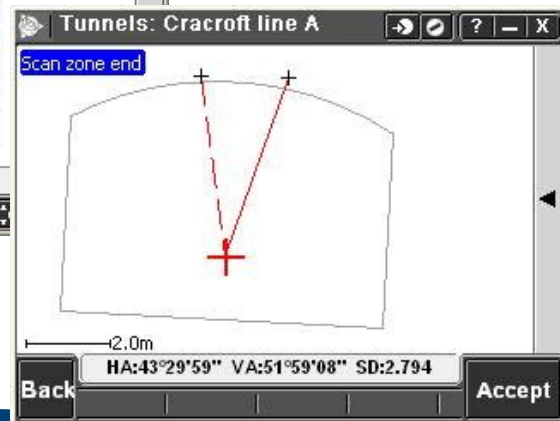 Tunnels: Cracroft line A
? — X
Scan zone end
2.0m
HA:43°29'59" VA:51°59'08" SD:2.794
Back
Accept